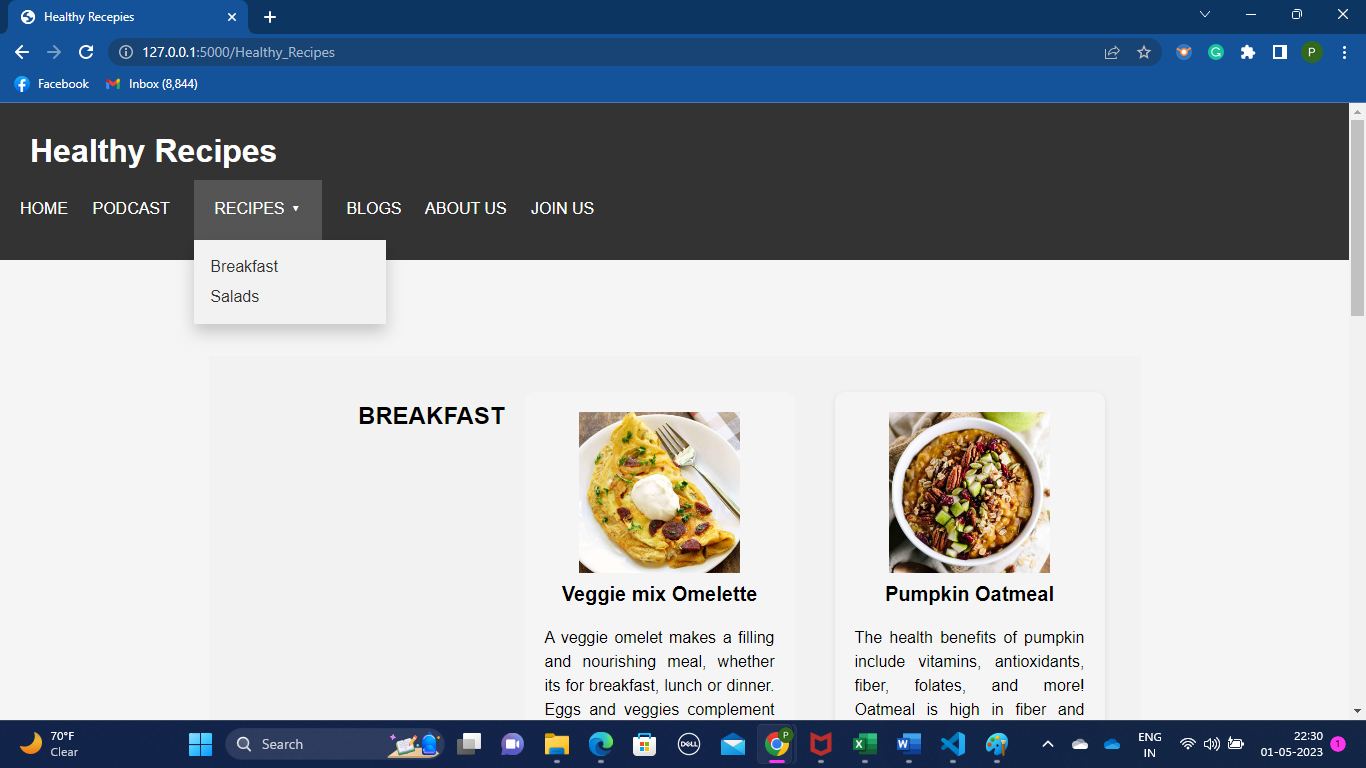 Healthy Recepies
127.0.0.1:5000/Healthy_Recipes
P
Facebook
Inbox (8,844)
Healthy Recipes
HOME PODCAST RECIPES ▼ BLOGS ABOUT US JOIN US
Breakfast
Salads
BREAKFAST
Veggie mix Omelette
A veggie omelet makes a filling
and nourishing meal, whether
its for breakfast, lunch or dinner.
Eggs and veggies complement
Pumpkin Oatmeal
The health benefits of pumpkin
include vitamins, antioxidants,
fiber, folates, and more!
Oatmeal is high in fiber and
70°F
Clear
Search
DELL
P
ENG
IN
22:30
01-05-2023
1